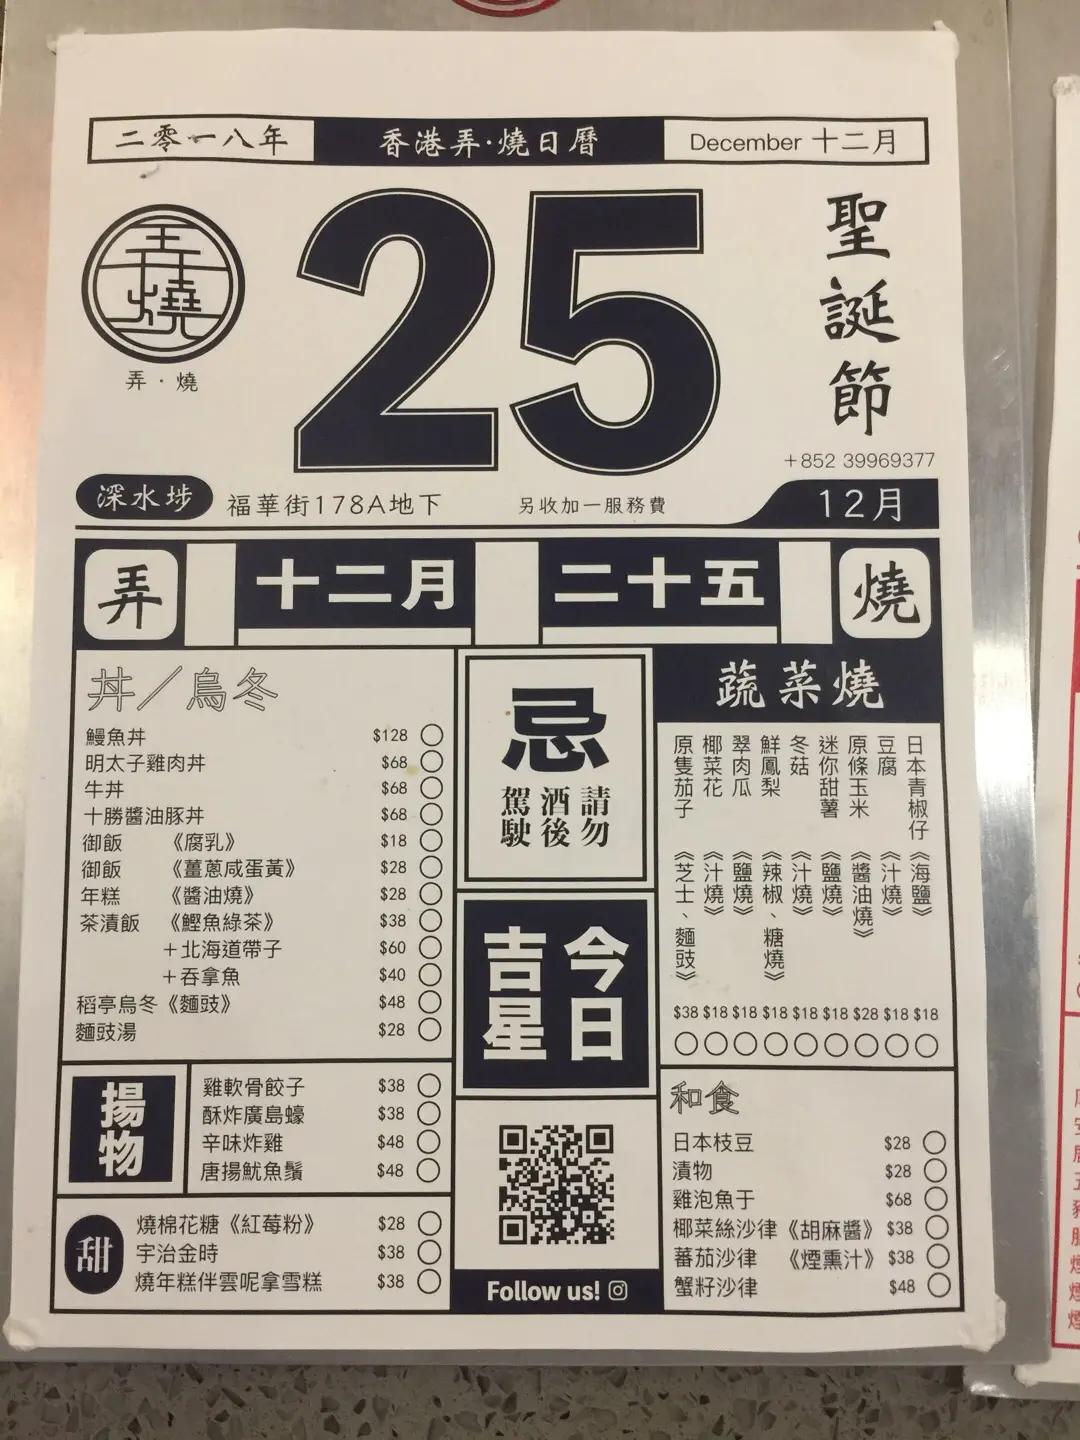 二零一八年
香港弄·燒日曆
December 十二月
弄燒
弄·燒
25
聖誕節
+852 39969377
深水埗
福華街178A地下
另收加一服務費
12月
弄
十二月
二十五
燒
丼／烏冬
鰻魚丼 $128
明太子雞肉丼 $68
牛丼 $68
十勝醬油豚丼 $68
御飯 《腐乳》 $18
御飯 《薑蔥咸蛋黃》 $28
年糕 《醬油燒》 $28
茶漬飯 《鰹魚綠茶》 $38
＋北海道帶子 $60
＋吞拿魚 $40
稻亭烏冬《麵豉》 $48
麵豉湯 $28
揚物
雞軟骨餃子 $38
酥炸廣島蠔 $38
辛味炸雞 $48
唐揚魷魚鬚 $48
甜
燒棉花糖《紅莓粉》 $28
宇治金時 $38
燒年糕伴雲呢拿雪糕 $38
忌
請勿
酒後
駕駛
今日
吉星
Follow us!
蔬菜燒
日本青椒仔 《海鹽》 $18
豆腐 《汁燒》 $18
原條玉米 《醬油燒》 $28
迷你甜薯 《鹽燒》 $18
冬菇 《汁燒》 $18
鮮鳳梨 《辣椒、糖燒》 $18
翠肉瓜 《鹽燒》 $18
椰菜花 《汁燒》 $18
原隻茄子 《芝士、麵豉》 $38
和食
日本枝豆 $28
漬物 $28
雞泡魚干 $68
椰菜絲沙律《胡麻醬》 $38
蕃茄沙律 《煙熏汁》 $38
蟹籽沙律 $48